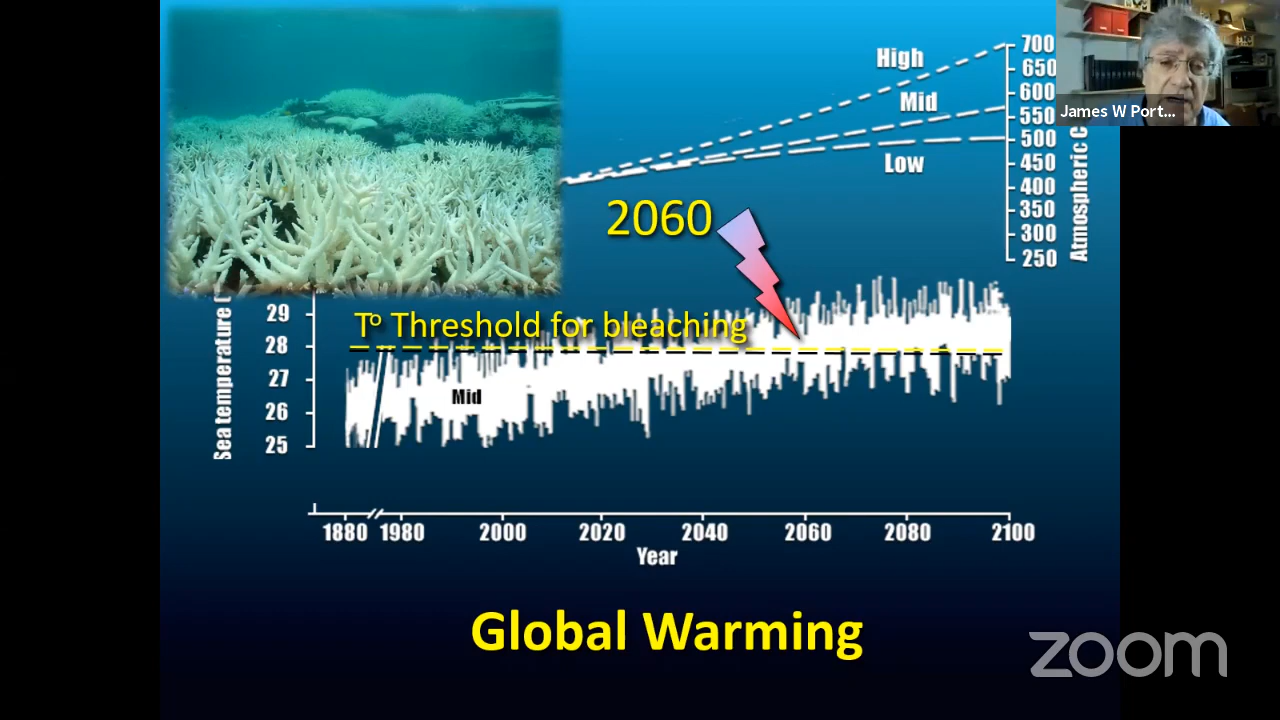 High
Mid
Low
700
650
600
550
500
450
400
350
300
250
Atmospheric C
James W Port...
2060
Sea temperature (
29
28
27
26
25
T° Threshold for bleaching
Mid
1880 1980 2000 2020 2040 2060 2080 2100
Year
Global Warming
zoom